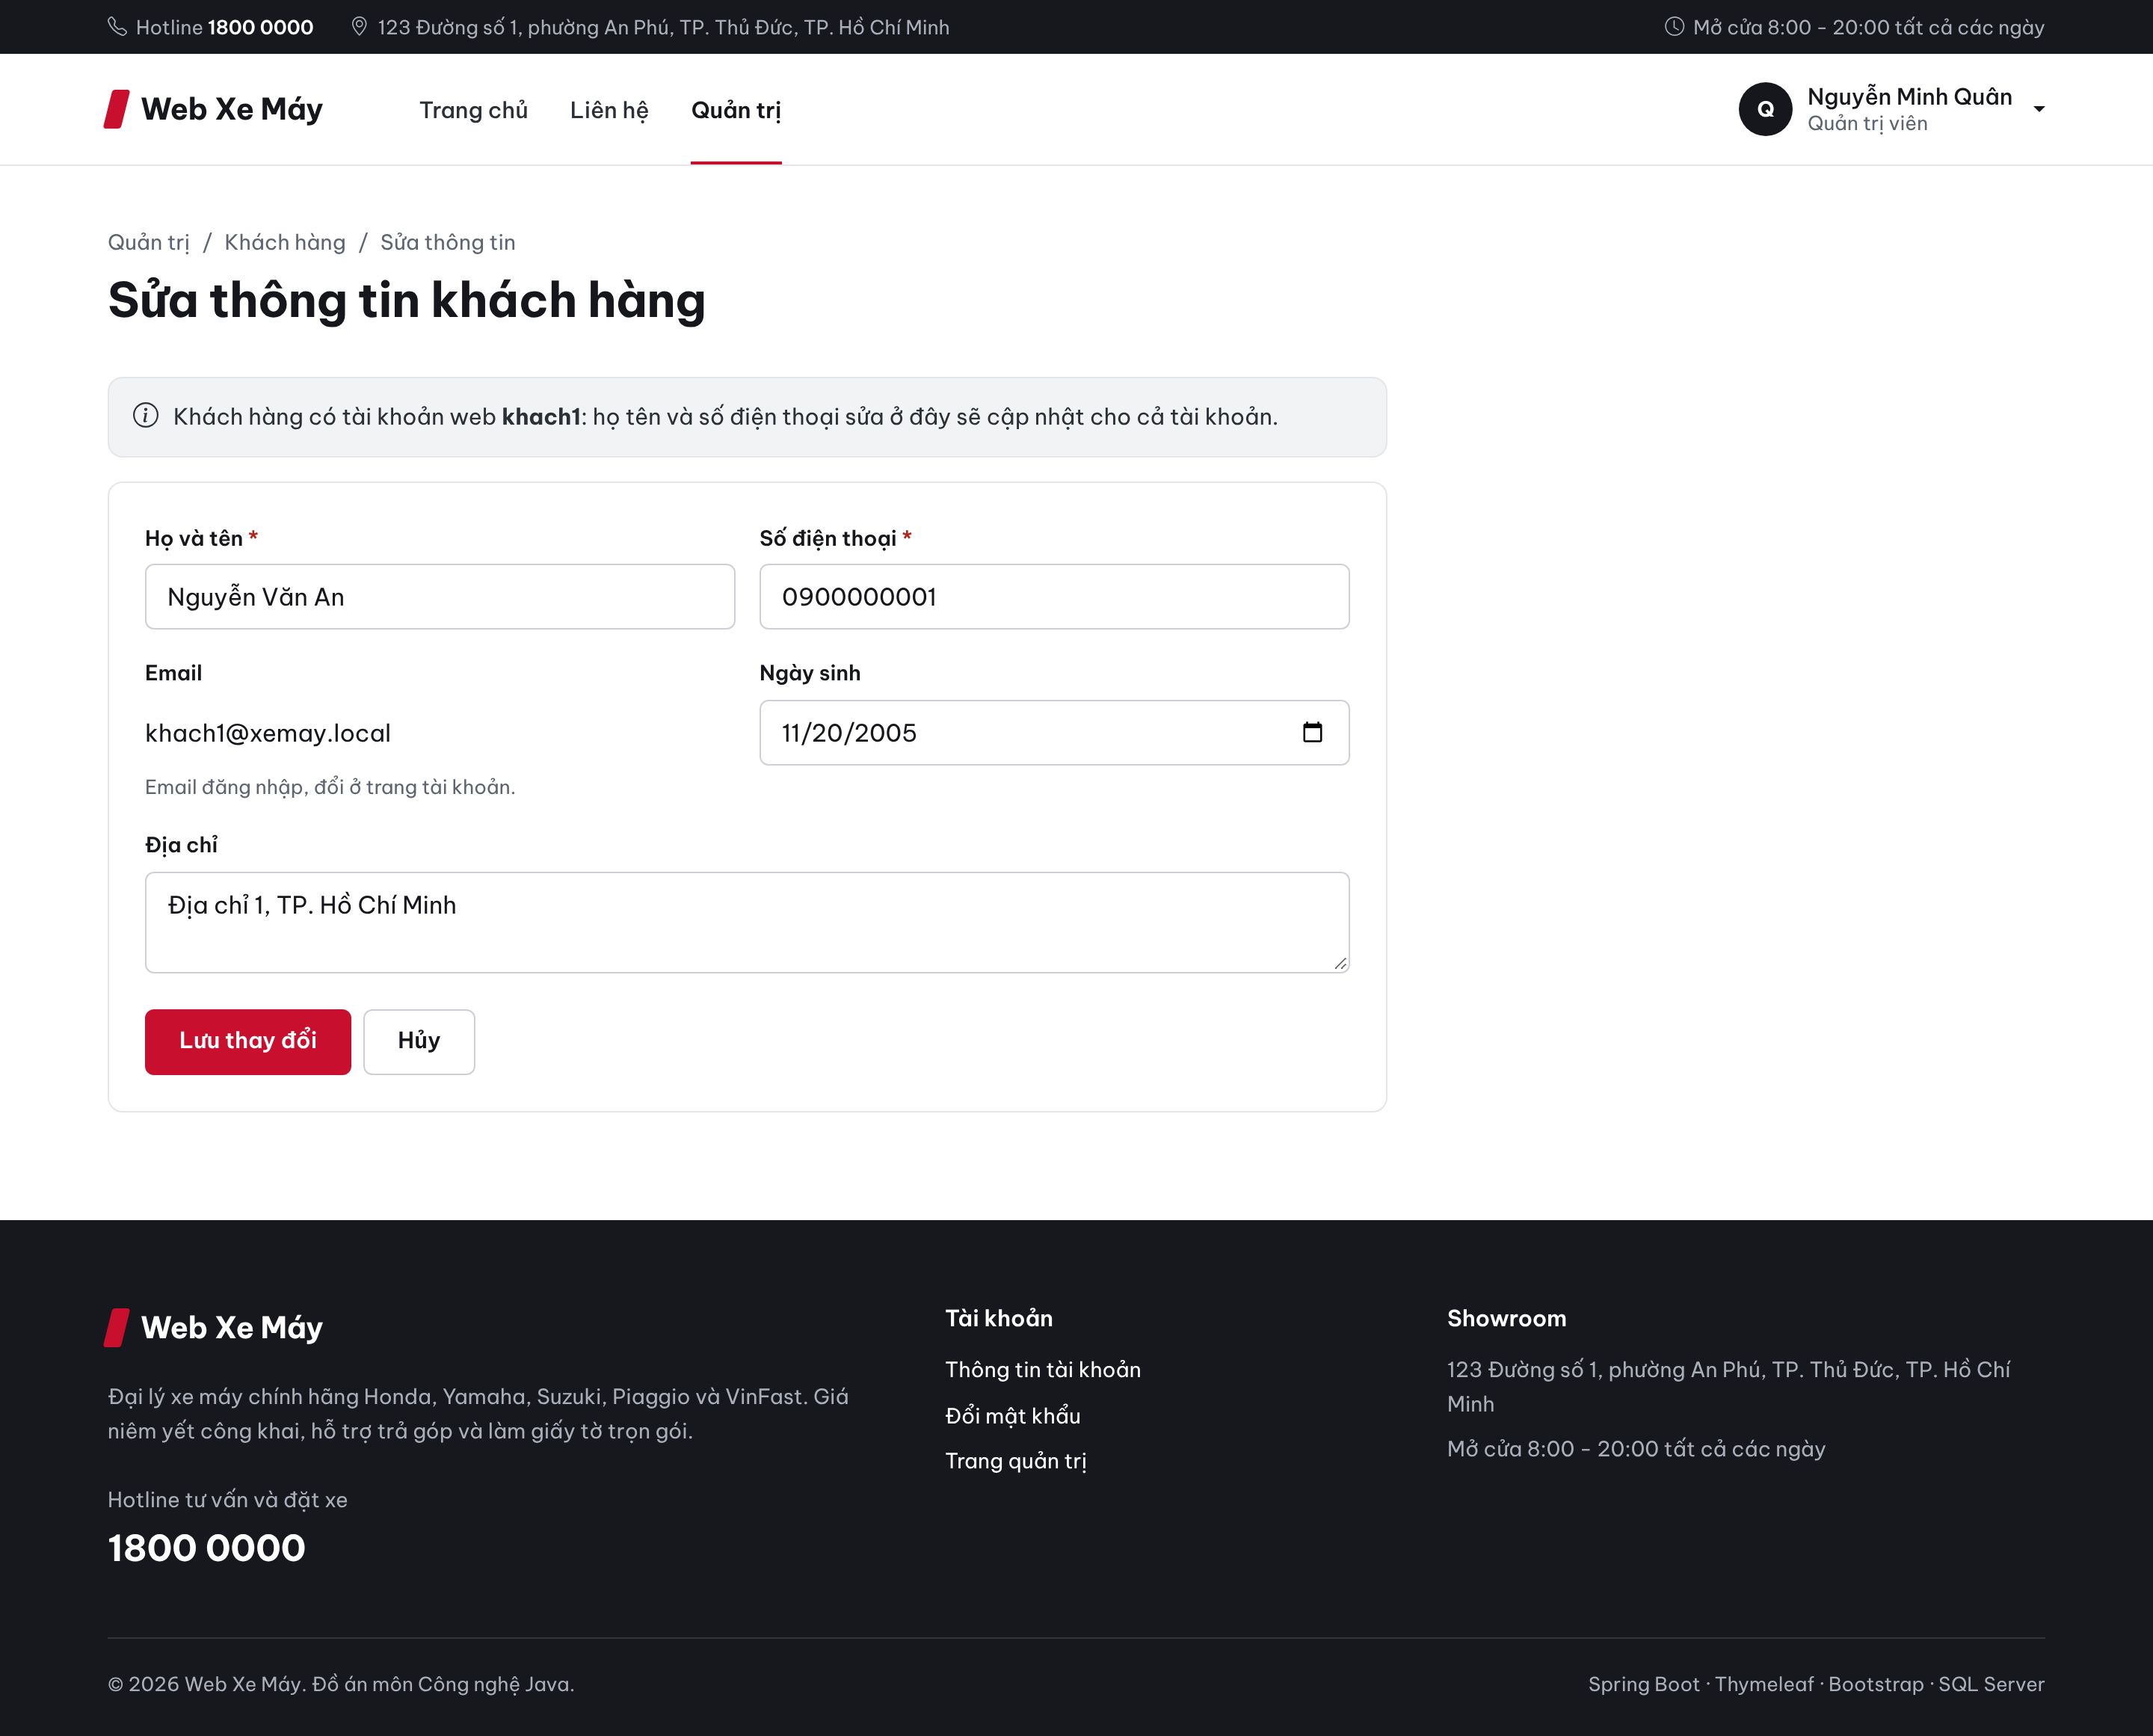 Hotline 1800 0000
123 Đường số 1, phường An Phú, TP. Thủ Đức, TP. Hồ Chí Minh
Mở cửa 8:00 - 20:00 tất cả các ngày
Web Xe Máy
Trang chủ
Liên hệ
Quản trị
Q
Nguyễn Minh Quân
Quản trị viên
Quản trị / Khách hàng / Sửa thông tin
Sửa thông tin khách hàng
Khách hàng có tài khoản web khach1: họ tên và số điện thoại sửa ở đây sẽ cập nhật cho cả tài khoản.
Họ và tên *
Nguyễn Văn An
Số điện thoại *
0900000001
Email
khach1@xemay.local
Email đăng nhập, đổi ở trang tài khoản.
Ngày sinh
11/20/2005
Địa chỉ
Địa chỉ 1, TP. Hồ Chí Minh
Lưu thay đổi
Hủy
Web Xe Máy
Đại lý xe máy chính hãng Honda, Yamaha, Suzuki, Piaggio và VinFast. Giá
niêm yết công khai, hỗ trợ trả góp và làm giấy tờ trọn gói.
Hotline tư vấn và đặt xe
1800 0000
Tài khoản
Thông tin tài khoản
Đổi mật khẩu
Trang quản trị
Showroom
123 Đường số 1, phường An Phú, TP. Thủ Đức, TP. Hồ Chí
Minh
Mở cửa 8:00 - 20:00 tất cả các ngày
© 2026 Web Xe Máy. Đồ án môn Công nghệ Java.
Spring Boot · Thymeleaf · Bootstrap · SQL Server